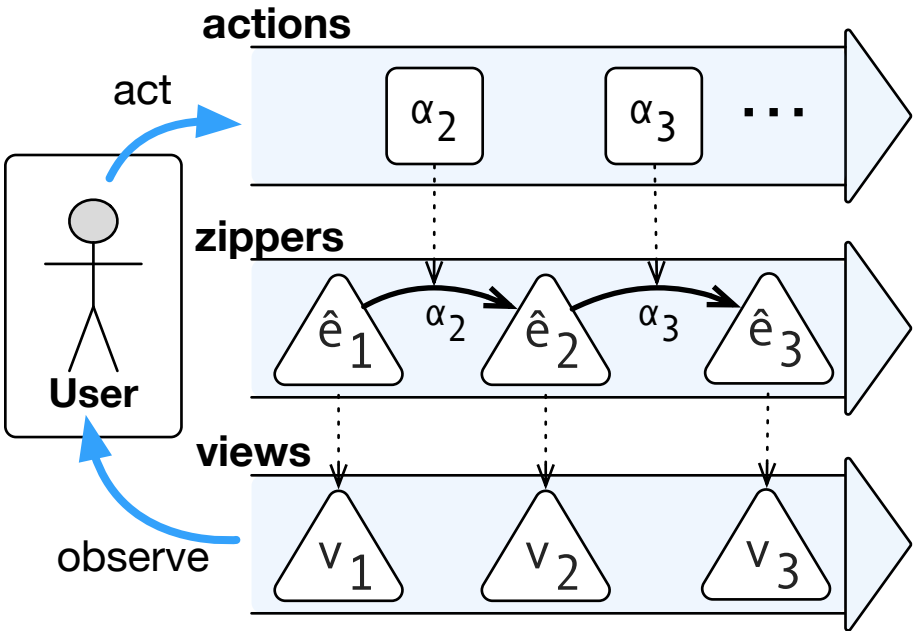 actions
act
α2 α3 ...
zippers
ê1 α2 ê2 α3 ê3
User
views
observe
v1 v2 v3